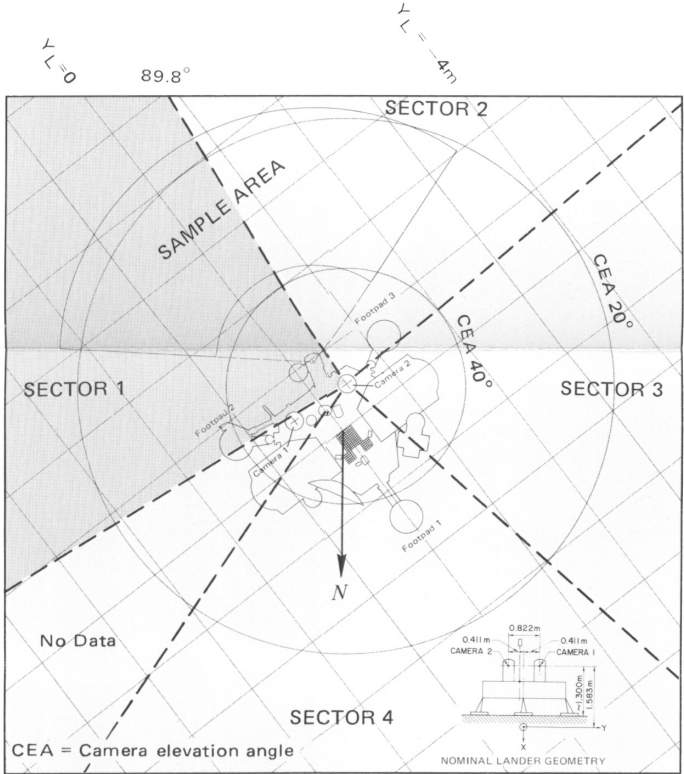 Y L = 0
89.8°
Y L = -4m
SECTOR 2
SAMPLE AREA
CEA 20°
Footpad 3
CEA 40°
Camera 2
SECTOR 1
SECTOR 3
Footpad 2
Camera 1
Footpad 1
N
No Data
0.822m
0.411m
0.411m
CAMERA 2
CAMERA 1
~1.300m
1.583m
Y
X
SECTOR 4
CEA = Camera elevation angle
NOMINAL LANDER GEOMETRY